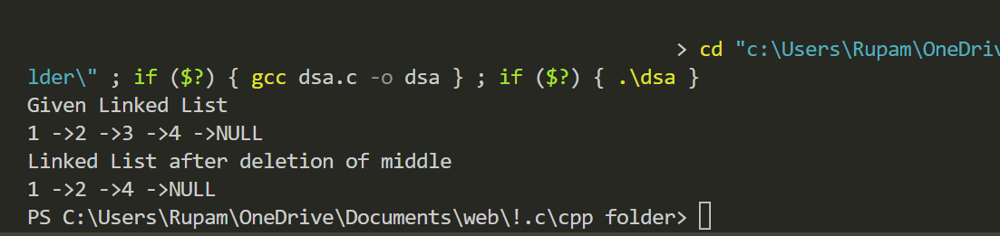 > cd "c:\Users\Rupam\OneDriv
lder\" ; if ($?) { gcc dsa.c -o dsa } ; if ($?) { .\dsa }
Given Linked List
1 ->2 ->3 ->4 ->NULL
Linked List after deletion of middle
1 ->2 ->4 ->NULL
PS C:\Users\Rupam\OneDrive\Documents\web\!.c\cpp folder>